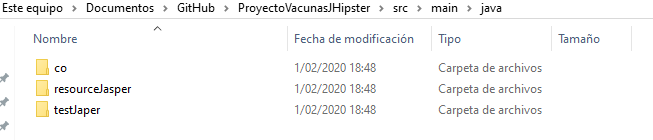 Este equipo > Documentos > GitHub > ProyectoVacunasJHipster > src > main > java
Nombre Fecha de modificación Tipo Tamaño
co 1/02/2020 18:48 Carpeta de archivos
resourceJasper 1/02/2020 18:48 Carpeta de archivos
testJaper 1/02/2020 18:48 Carpeta de archivos